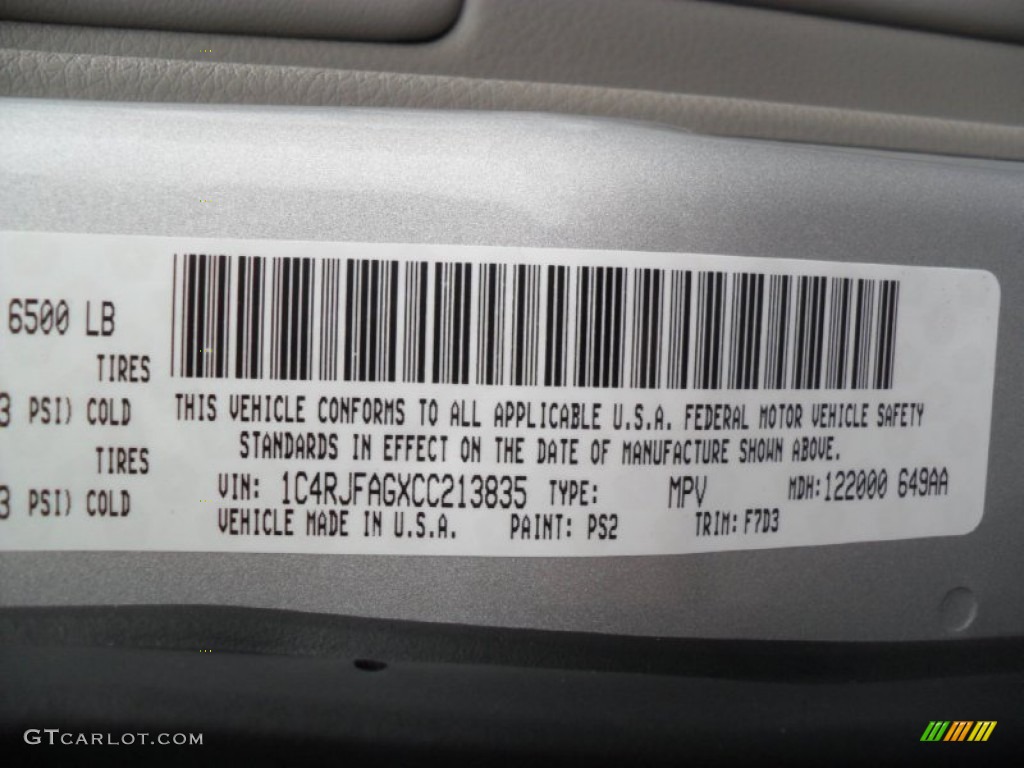 6500 LB
TIRES
3 PSI) COLD
TIRES
3 PSI) COLD
THIS VEHICLE CONFORMS TO ALL APPLICABLE U.S.A. FEDERAL MOTOR VEHICLE SAFETY
STANDARDS IN EFFECT ON THE DATE OF MANUFACTURE SHOWN ABOVE.
VIN: 1C4RJFAGXCC213835 TYPE: MPV MDH:122000 649AA
VEHICLE MADE IN U.S.A. PAINT: PS2 TRIM: F7D3
GTCARLOT.COM